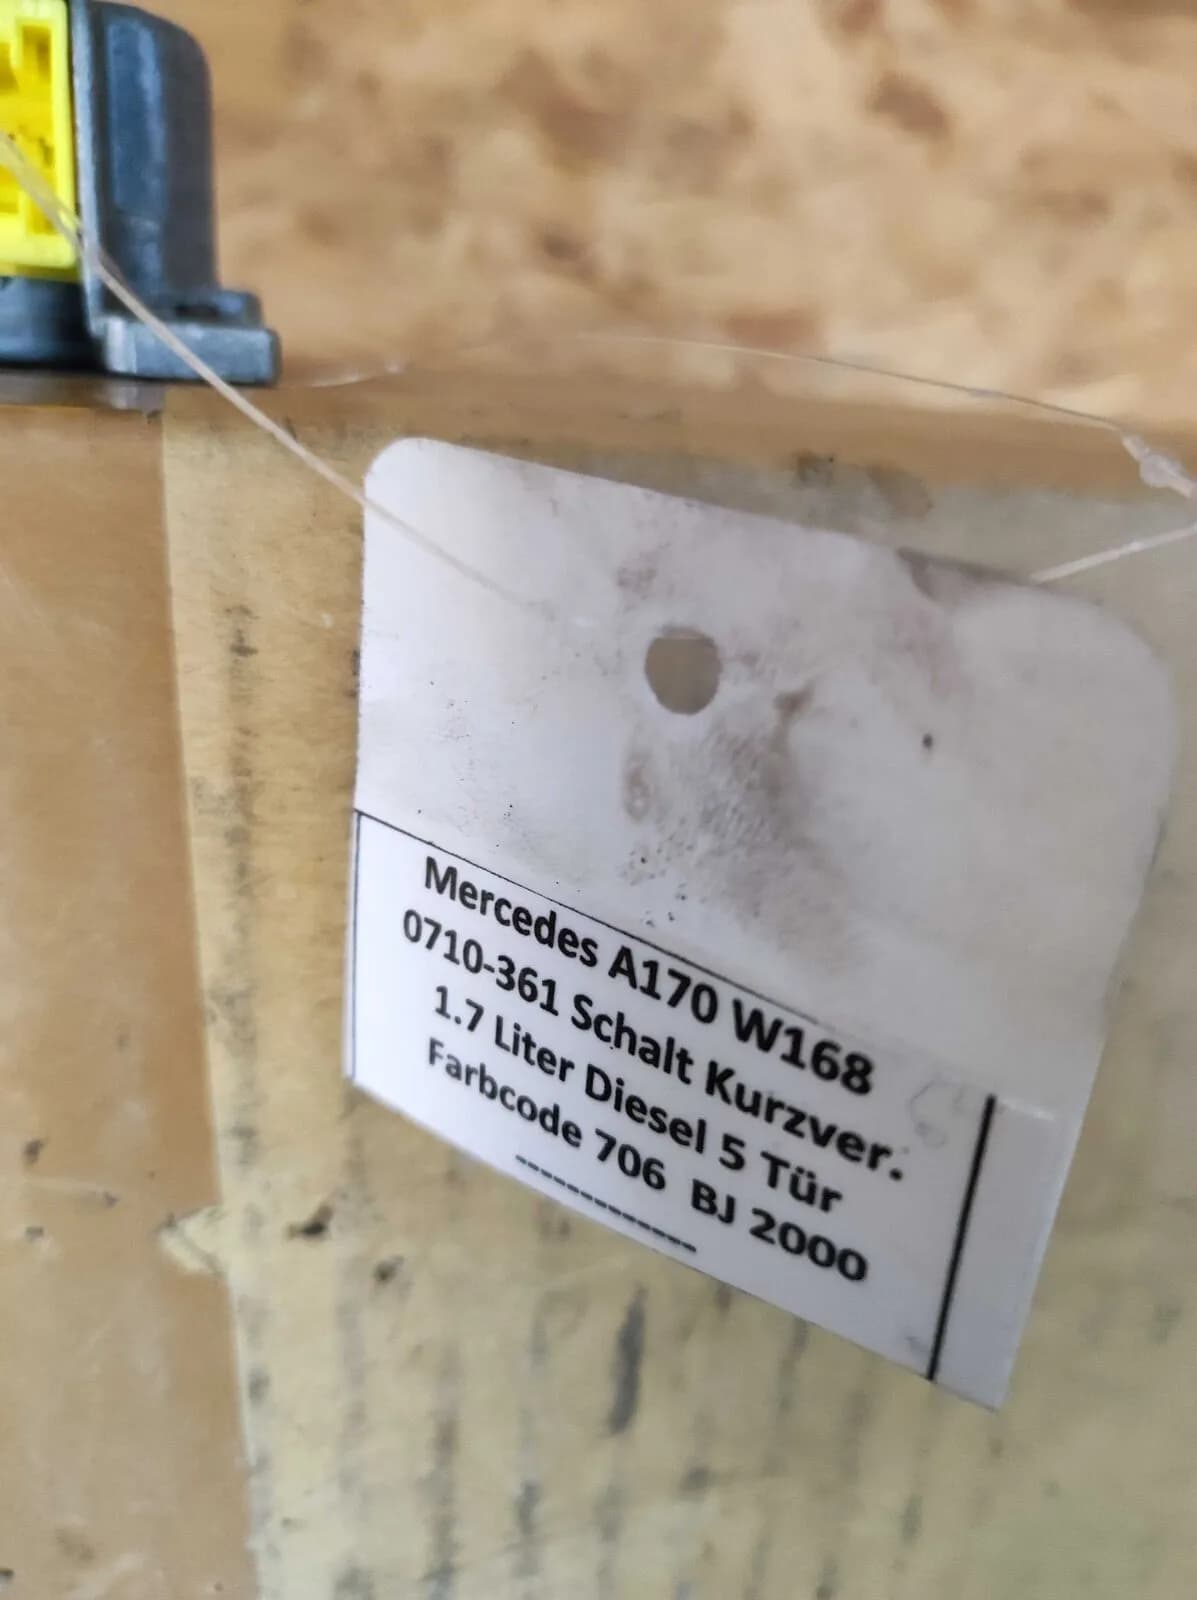 Mercedes A170 W168
0710-361 Schalt Kurzver.
1.7 Liter Diesel 5 Tür
Farbcode 706 BJ 2000
-------------